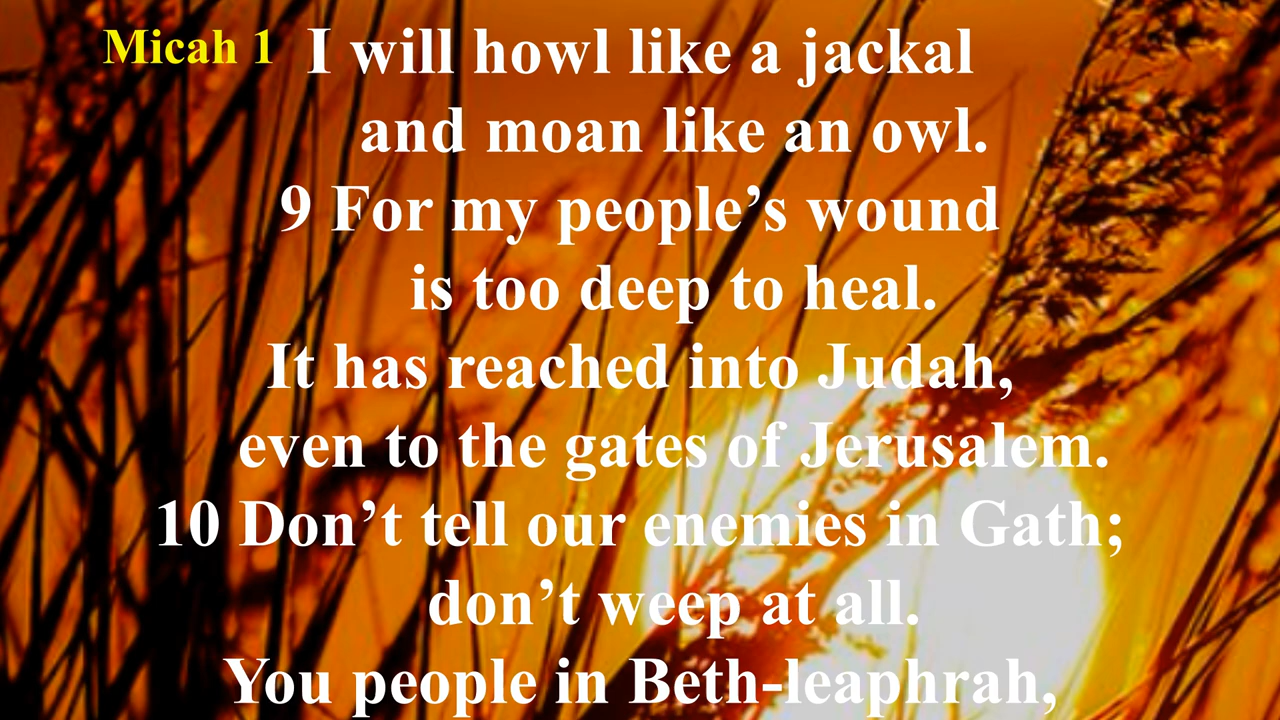 Micah 1 I will howl like a jackal
and moan like an owl.
9 For my people’s wound
is too deep to heal.
It has reached into Judah,
even to the gates of Jerusalem.
10 Don’t tell our enemies in Gath;
don’t weep at all.
You people in Beth-leaphrah,